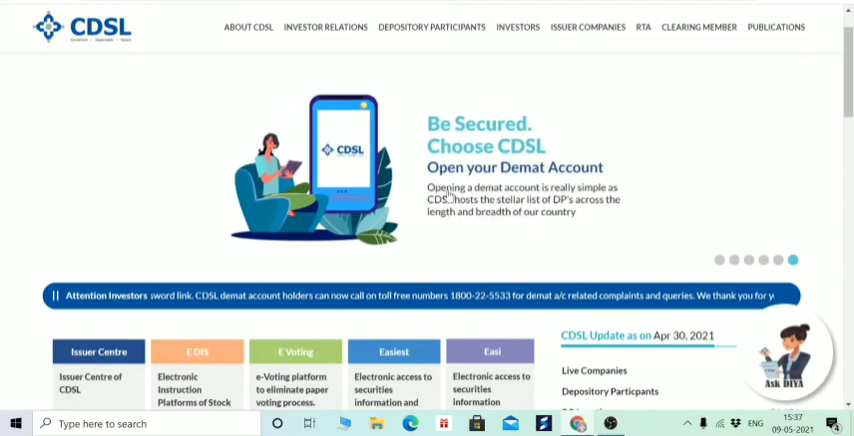 CDSL
ABOUT CDSL INVESTOR RELATIONS DEPOSITORY PARTICIPANTS INVESTORS ISSUER COMPANIES RTA CLEARING MEMBER PUBLICATIONS
CDSL
Be Secured.
Choose CDSL
Open your Demat Account
Opening a demat account is really simple as
CDSL hosts the stellar list of DP's across the
length and breadth of our country
Attention Investors sword link. CDSL demat account holders can now call on toll free numbers 1800-22-5533 for demat a/c related complaints and queries. We thank you for y
Issuer Centre
Issuer Centre of
CDSL
E DIS
Electronic
Instruction
Platforms of Stock
E Voting
e-Voting platform
to eliminate paper
voting process.
Easiest
Electronic access to
securities
information and
Easi
Electronic access to
securities
information
CDSL Update as on Apr 30, 2021
Live Companies
Depository Particpants
ASK DIYA
Type here to search
ENG
15:37
09-05-2021
4